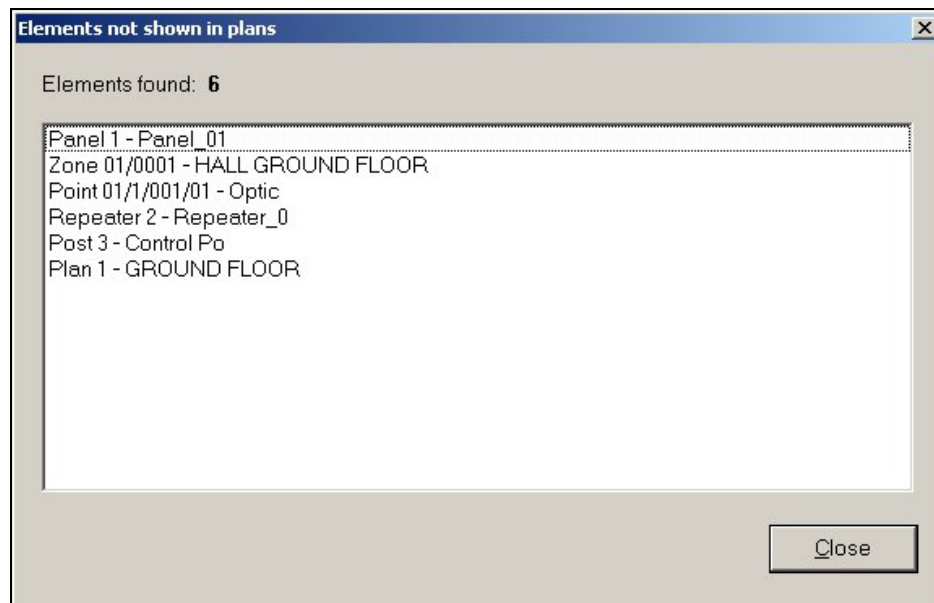 Elements not shown in plans
Elements found: 6
Panel 1 - Panel_01
Zone 01/0001 - HALL GROUND FLOOR
Point 01/1/001/01 - Optic
Repeater 2 - Repeater_0
Post 3 - Control Po
Plan 1 - GROUND FLOOR
Close